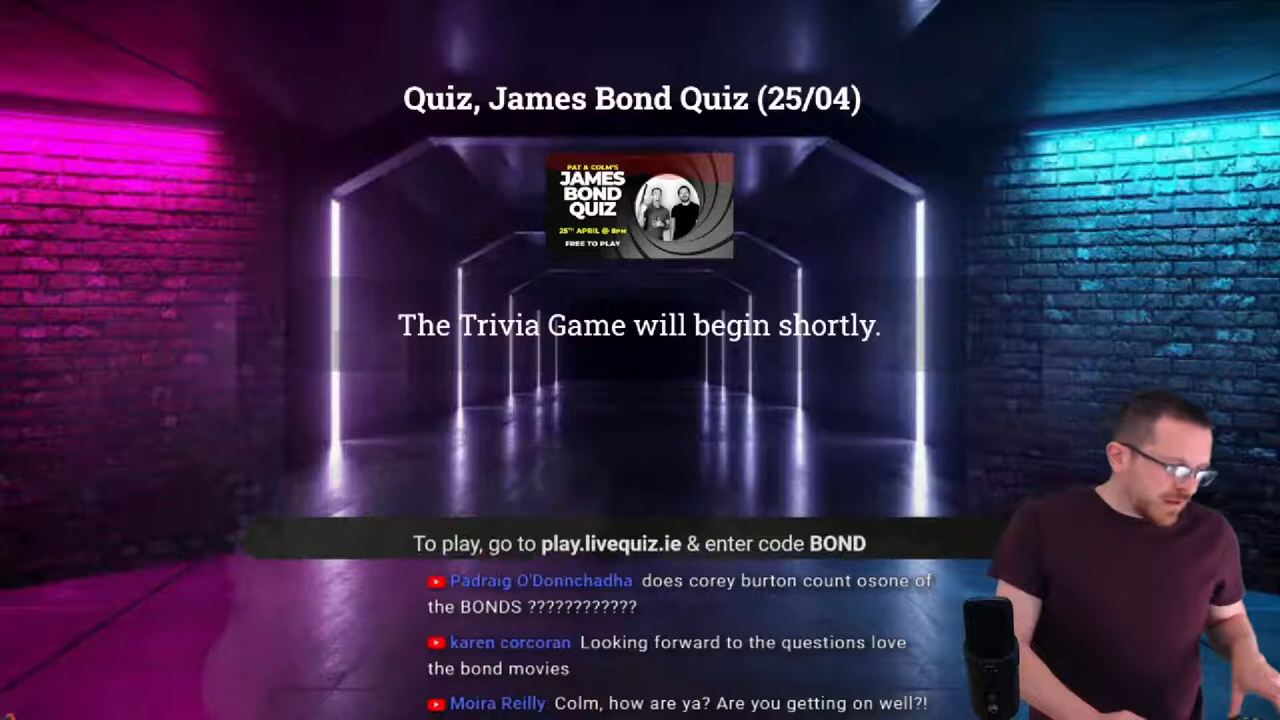 Quiz, James Bond Quiz (25/04)
PAT & COLM'S
JAMES
BOND
QUIZ
25TH APRIL @ 8PM
FREE TO PLAY
The Trivia Game will begin shortly.
To play, go to play.livequiz.ie & enter code BOND
Padraig O'Donnchadha does corey burton count osone of
the BONDS ????????????
karen corcoran Looking forward to the questions love
the bond movies
Moira Reilly Colm, how are ya? Are you getting on well?!